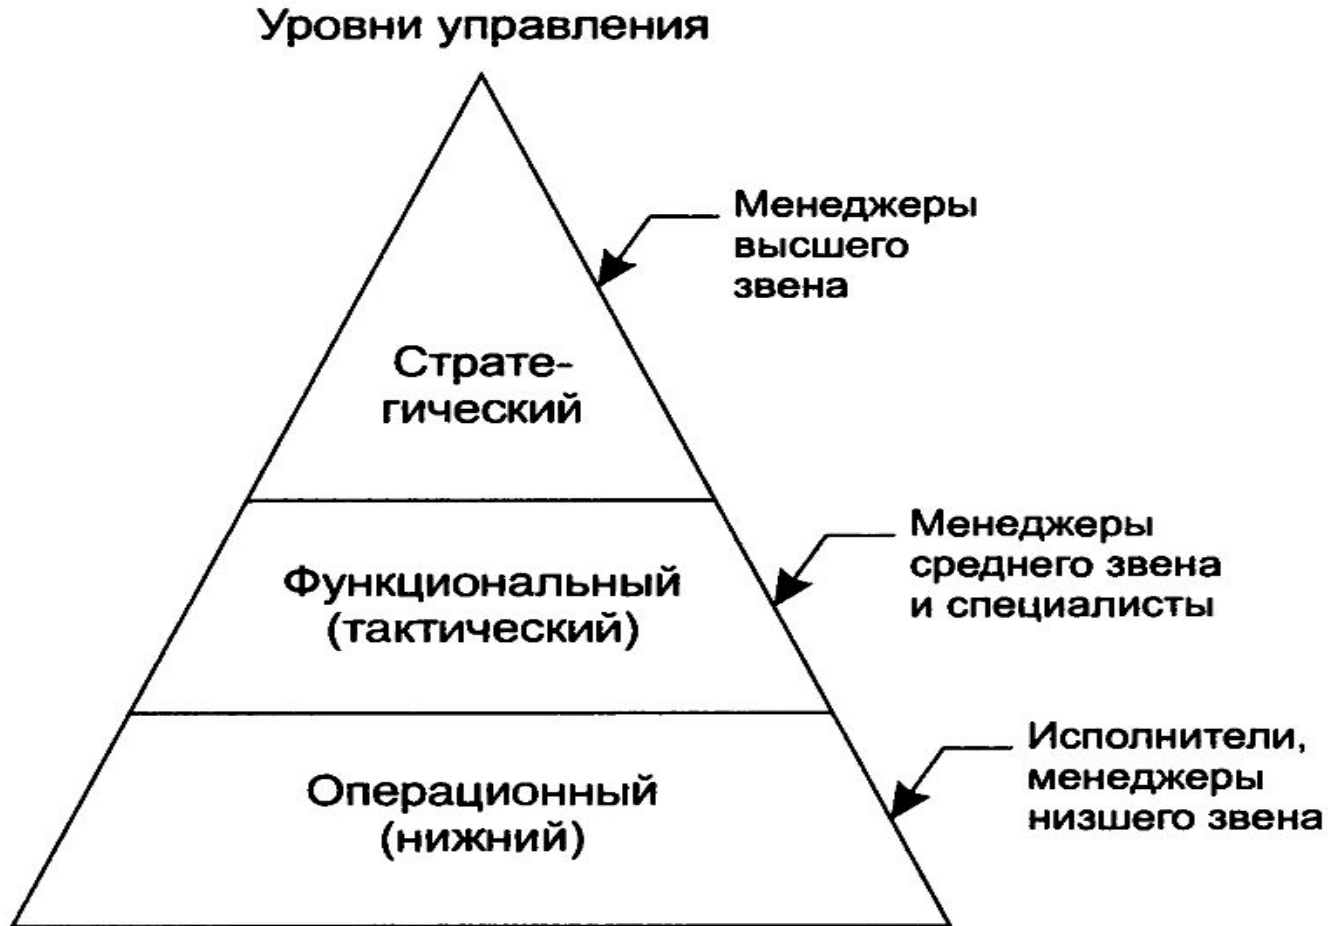 Уровни управления
Менеджеры
высшего
звена
Страте-
гический
Менеджеры
среднего звена
и специалисты
Функциональный
(тактический)
Исполнители,
менеджеры
низшего звена
Операционный
(нижний)